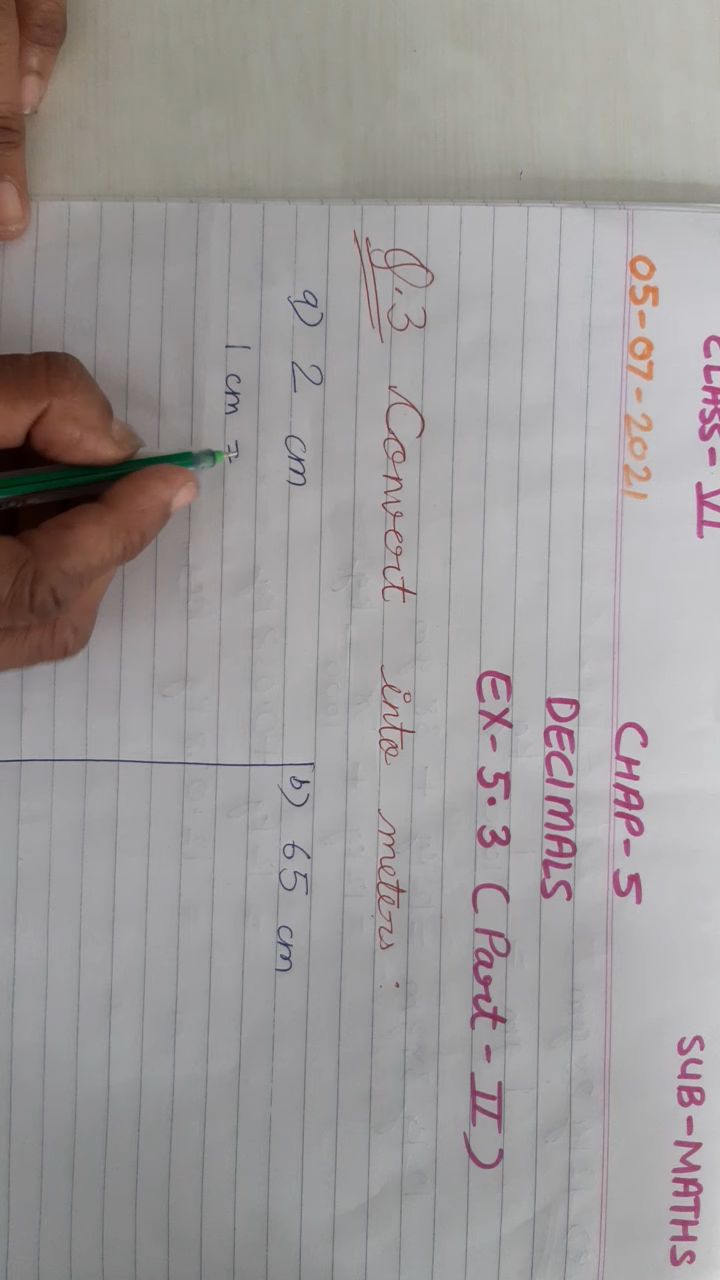 CLASS-VI SUB-MATHS
05-07-2021 CHAP-5
DECIMALS
EX-5.3 (Part-II)
Q.3 Convert into meters:
a) 2 cm b) 65 cm
1 cm =